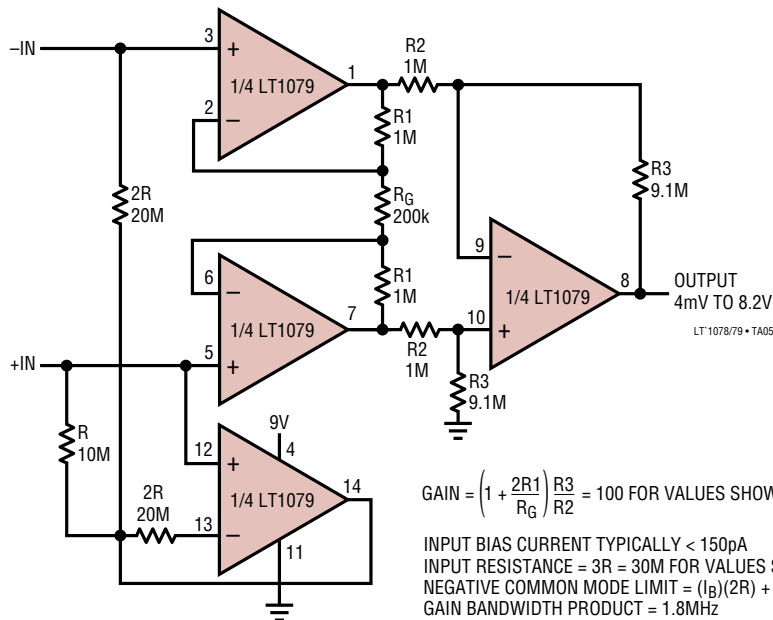 –IN
3
+
1/4 LT1079
2
–
1
R2
1M
R1
1M
RG
200k
R1
1M
2R
20M
R3
9.1M
6
–
1/4 LT1079
5
+
7
R2
1M
9
–
1/4 LT1079
10
+
8
OUTPUT
4mV TO 8.2V
LT1078/79 • TA05
R3
9.1M
+IN
R
10M
9V
4
12
+
1/4 LT1079
14
2R
20M
13
–
11
GAIN = (1 + 2R1/RG) R3/R2 = 100 FOR VALUES
INPUT BIAS CURRENT TYPICALLY < 150pA
INPUT RESISTANCE = 3R = 30M FOR VALUES
NEGATIVE COMMON MODE LIMIT = (IB)(2R) +
GAIN BANDWIDTH PRODUCT = 1.8MHz